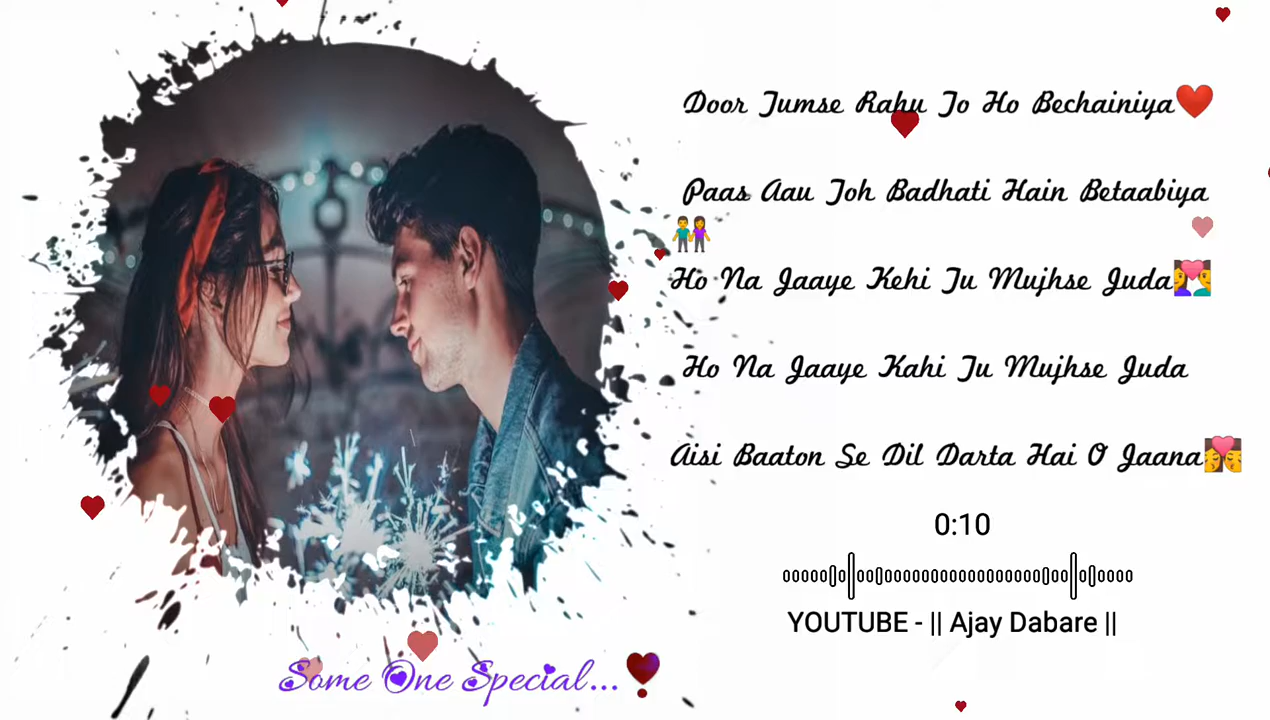 Door Tumse Rahu To Ho Bechainiya❤️
Paas Aau Toh Badhati Hain Betaabiya
👫
Ho Na Jaaye Kehi Tu Mujhse Juda👩‍❤️‍👨
Ho Na Jaaye Kahi Tu Mujhse Juda
Aisi Baaton Se Dil Darta Hai O Jaana💏
0:10
YOUTUBE - || Ajay Dabare ||
Some One Special...❣️